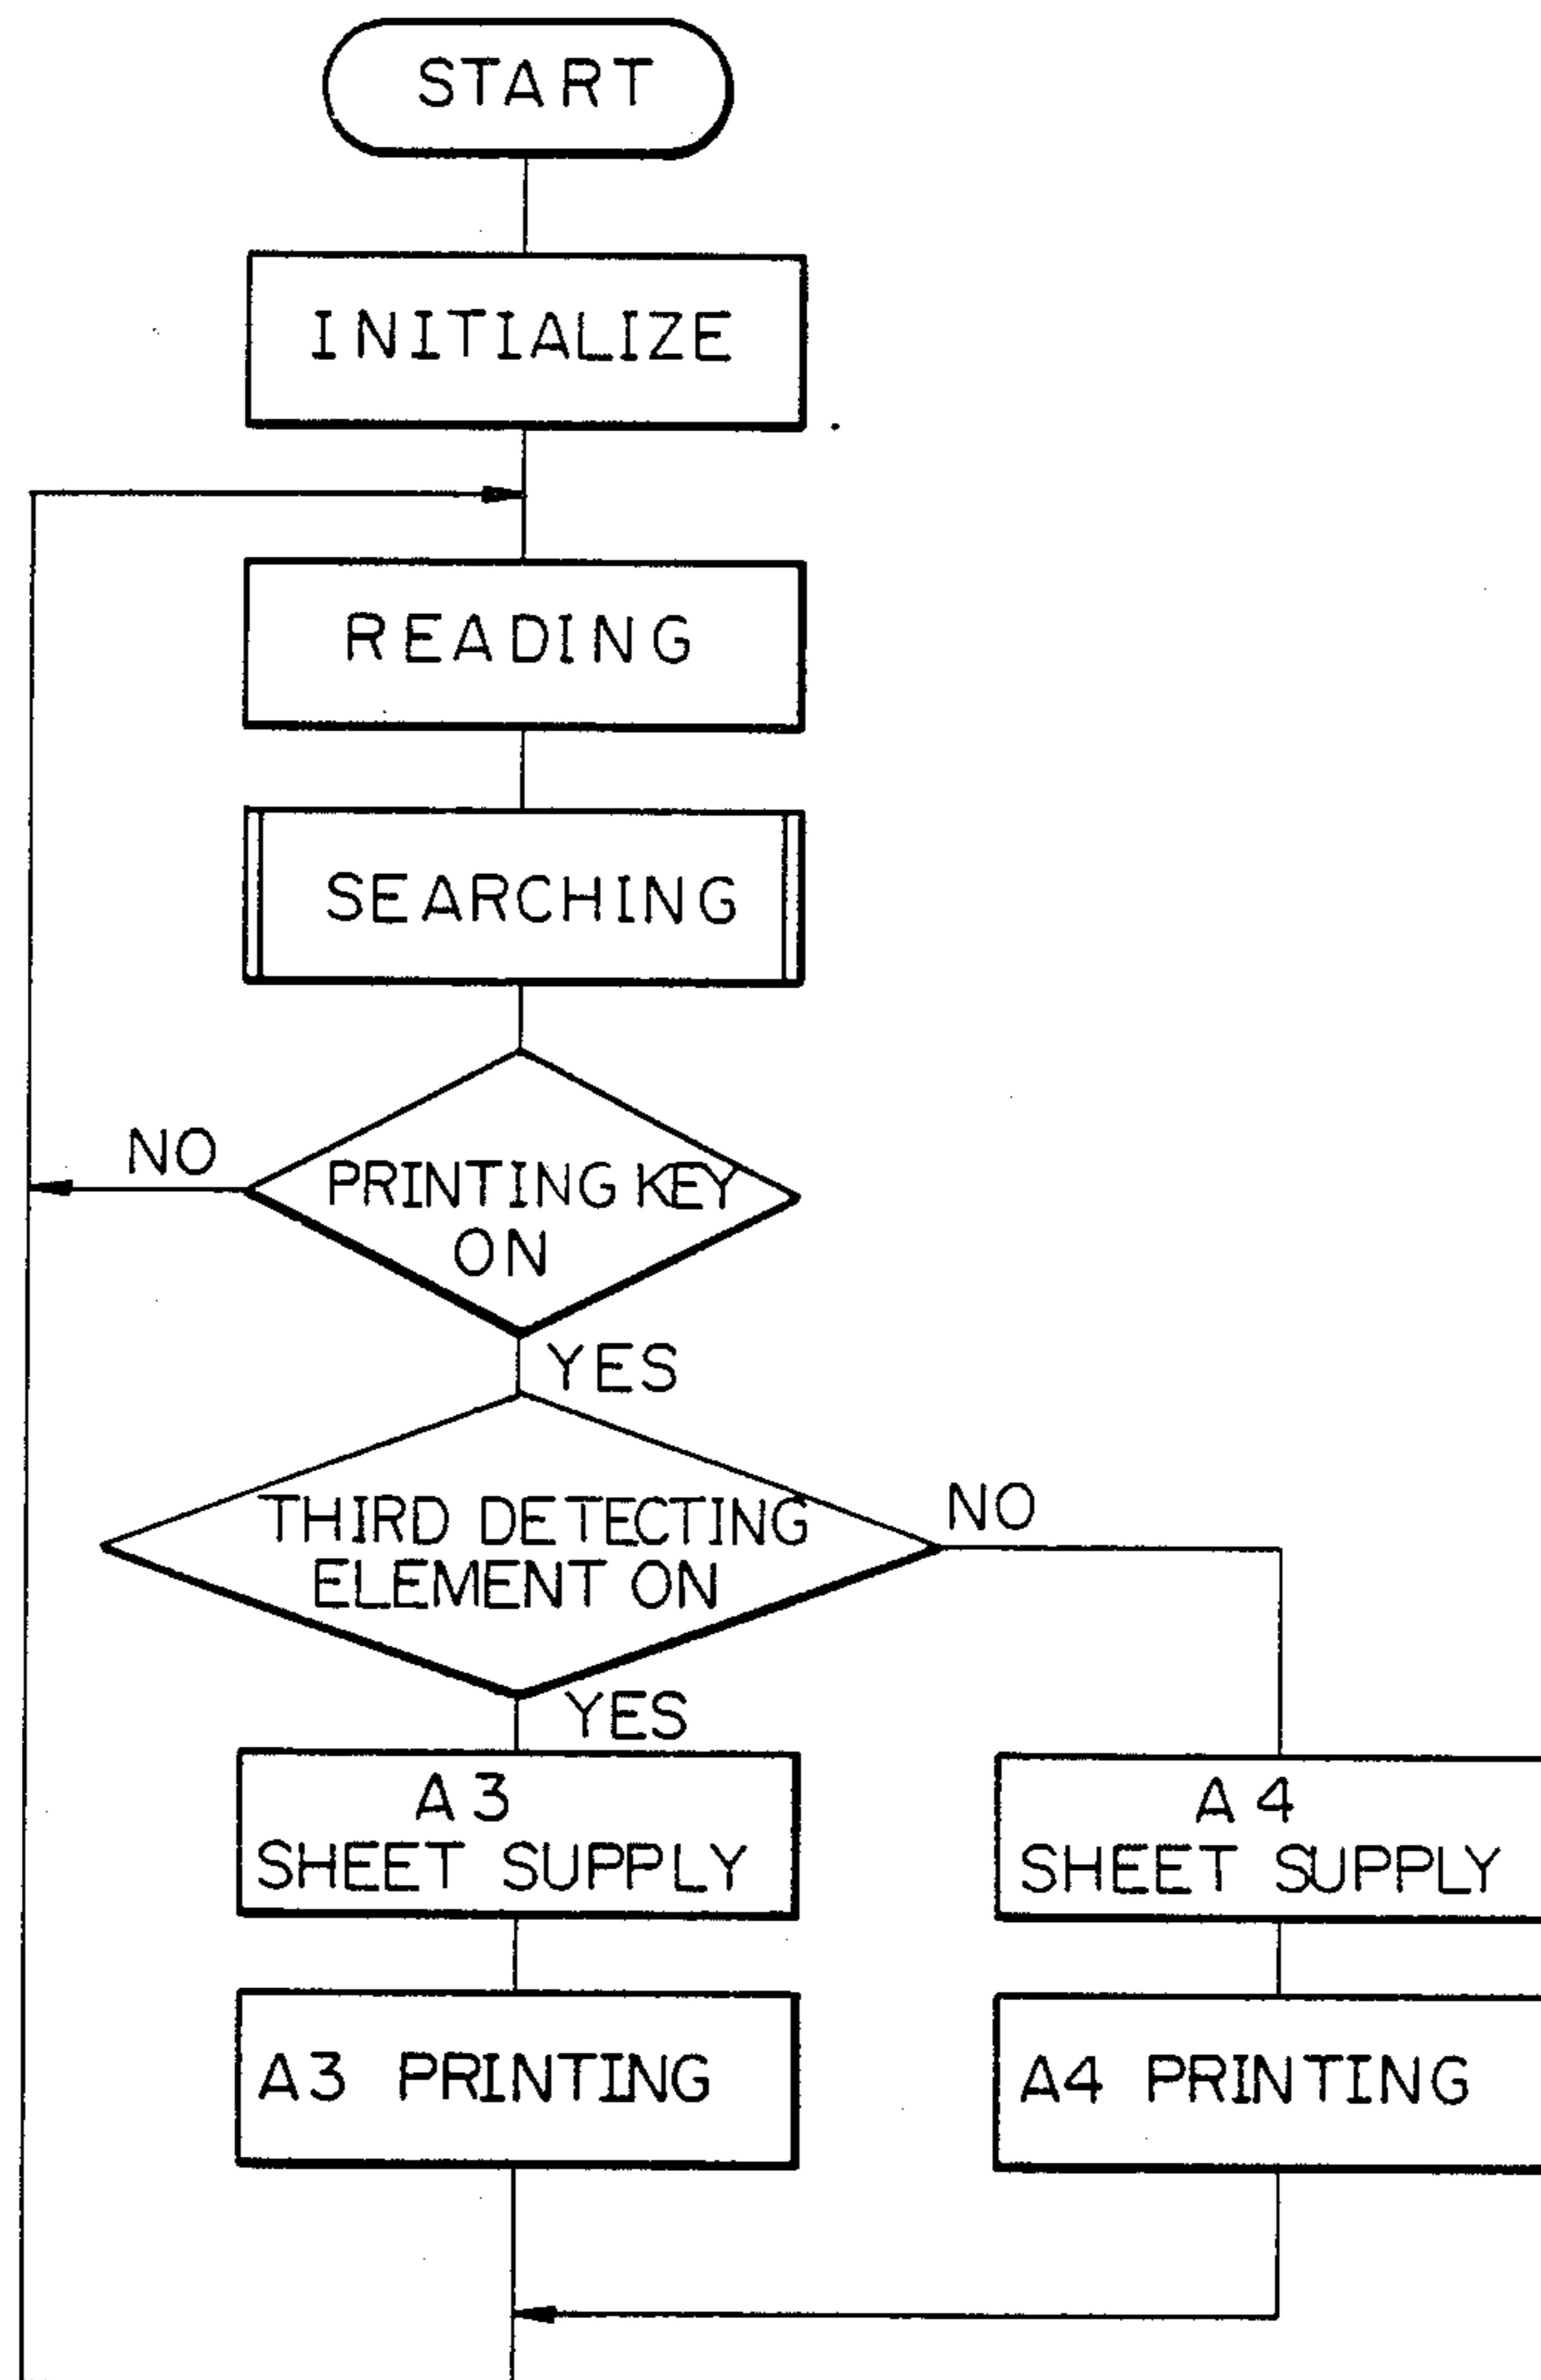 START
INITIALIZE
READING
SEARCHING
NO
PRINTING KEY
ON
YES
THIRD DETECTING
ELEMENT ON
NO
YES
A3
SHEET SUPPLY
A4
SHEET SUPPLY
A3 PRINTING
A4 PRINTING